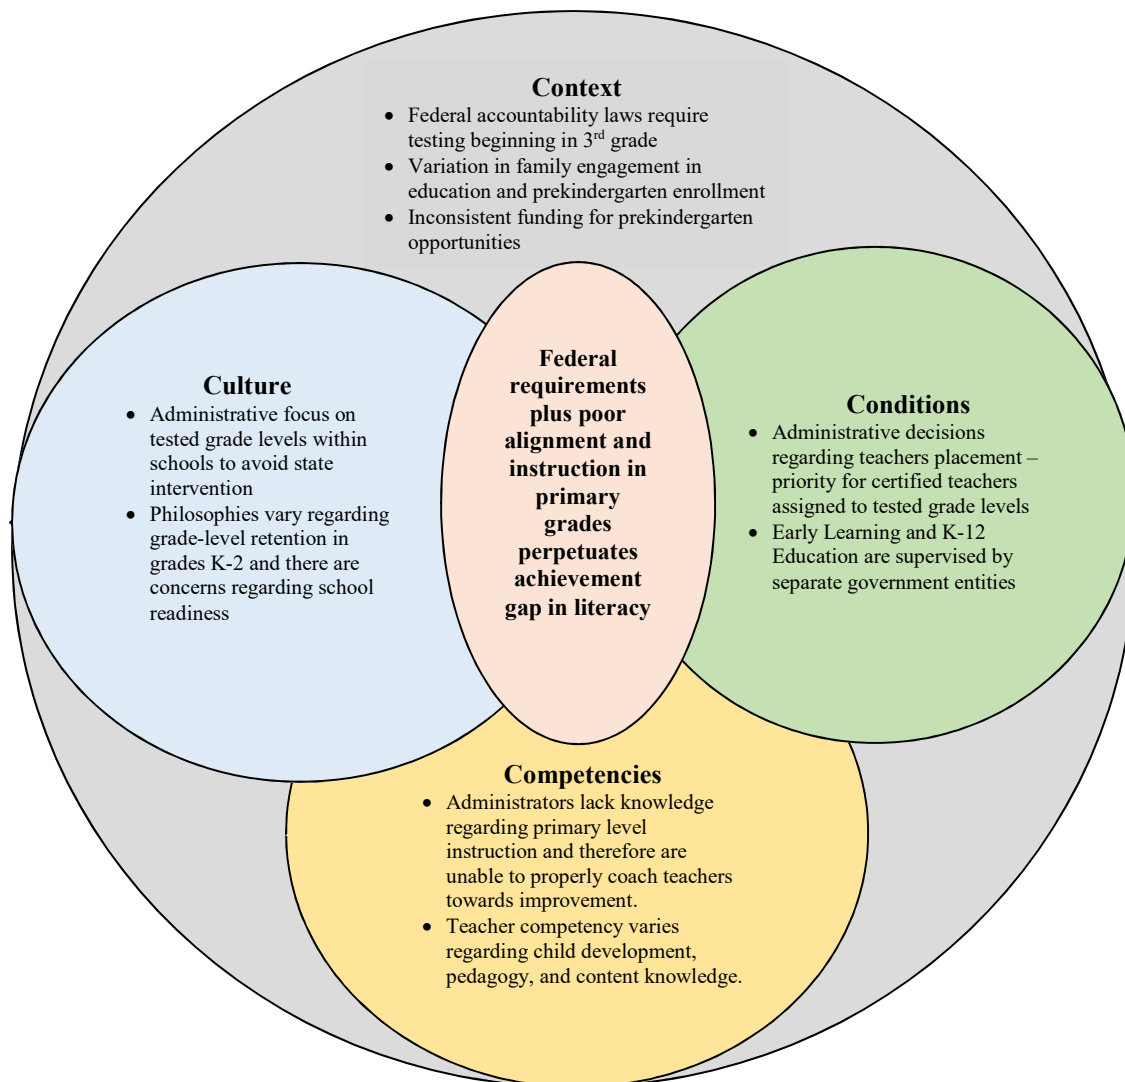 Context
• Federal accountability laws require
testing beginning in 3rd grade
• Variation in family engagement in
education and prekindergarten enrollment
• Inconsistent funding for prekindergarten
opportunities
Culture
• Administrative focus on
tested grade levels within
schools to avoid state
intervention
• Philosophies vary regarding
grade-level retention in
grades K-2 and there are
concerns regarding school
readiness
Federal
requirements
plus poor
alignment and
instruction in
primary
grades
perpetuates
achievement
gap in literacy
Conditions
• Administrative decisions
regarding teachers placement –
priority for certified teachers
assigned to tested grade levels
• Early Learning and K-12
Education are supervised by
separate government entities
Competencies
• Administrators lack knowledge
regarding primary level
instruction and therefore are
unable to properly coach teachers
towards improvement.
• Teacher competency varies
regarding child development,
pedagogy, and content knowledge.